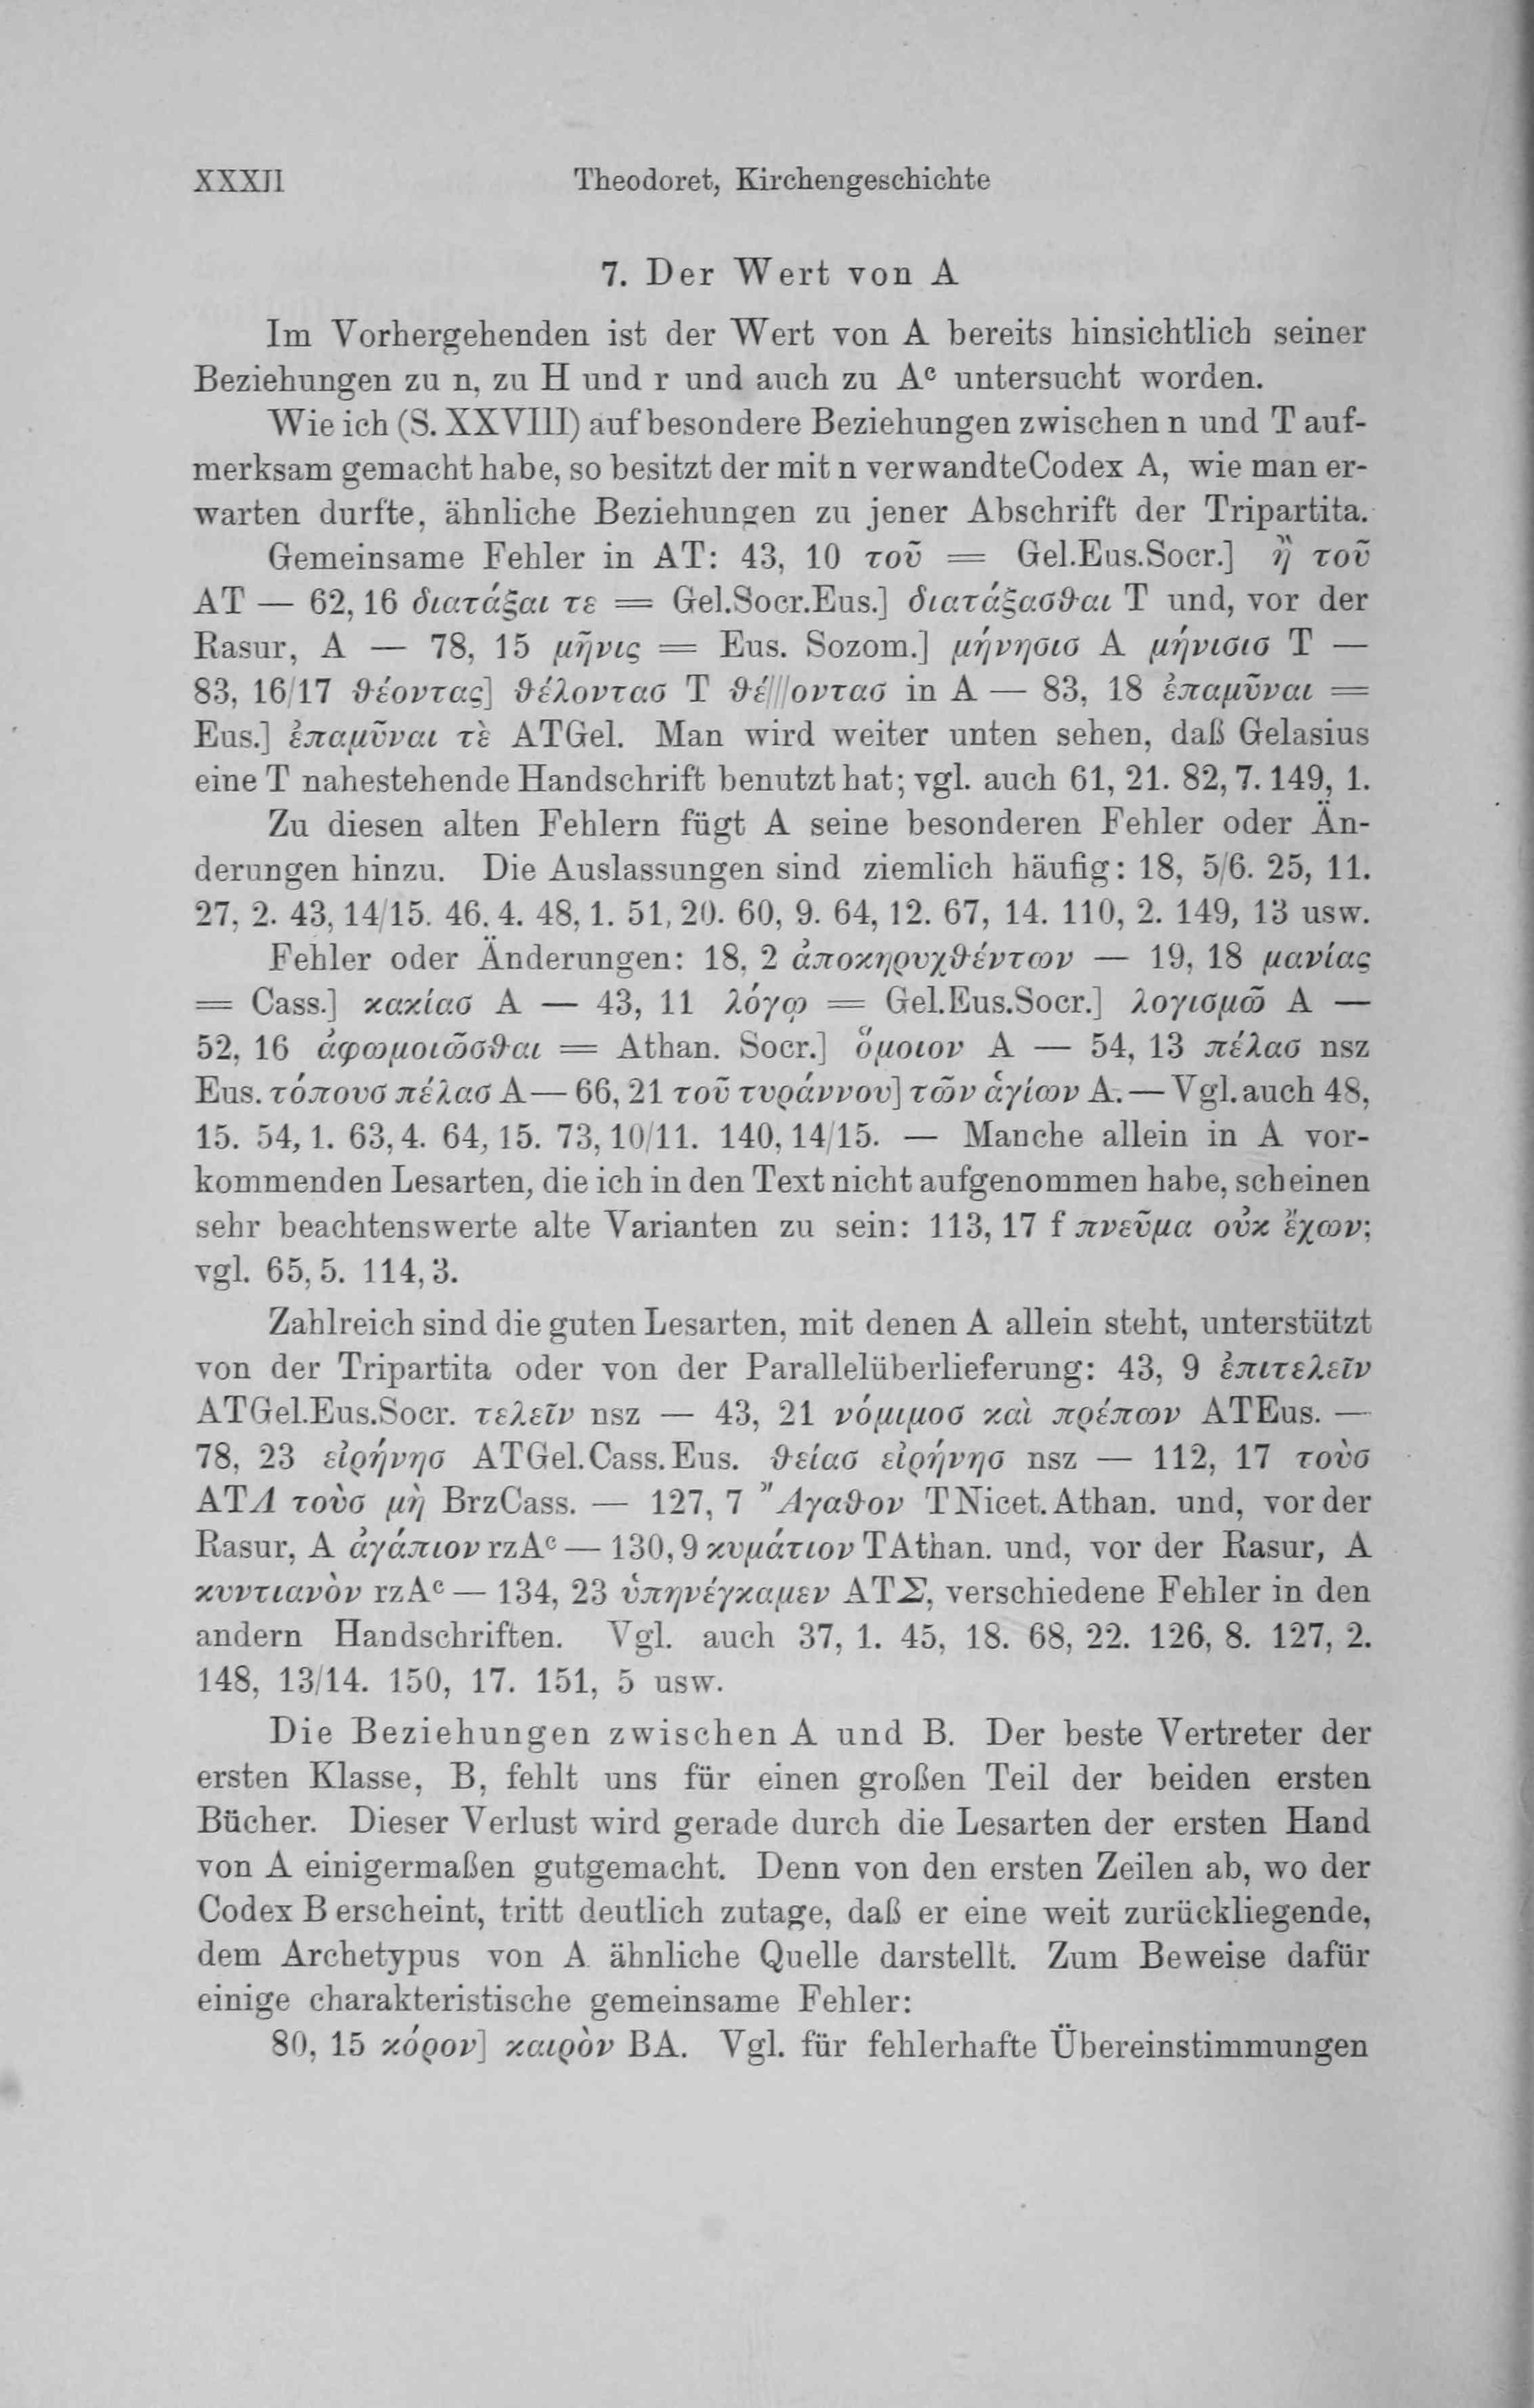 XXXII Theodoret, Kirchengeschichte
7. Der Wert von A
Im Vorhergehenden ist der Wert von A bereits hinsichtlich seiner
Beziehungen zu n, zu H und r und auch zu Aᶜ untersucht worden.
Wie ich (S. XXVIII) auf besondere Beziehungen zwischen n und T auf-
merksam gemacht habe, so besitzt der mit n verwandte Codex A, wie man er-
warten durfte, ähnliche Beziehungen zu jener Abschrift der Tripartita.
Gemeinsame Fehler in AT: 43, 10 τοῦ = Gel.Eus.Socr.] ἢ τοῦ
AT — 62, 16 διατάξαι τε = Gel.Socr.Eus.] διατάξασθαι T und, vor der
Rasur, A — 78, 15 μῆνις = Eus. Sozom.] μήνησισ A μήνισισ T —
83, 16/17 θέοντας] θέλοντασ T θέ///οντασ in A — 83, 18 ἐπαμῦναι =
Eus.] ἐπαμῦναι τὲ ATGel. Man wird weiter unten sehen, daß Gelasius
eine T nahestehende Handschrift benutzt hat; vgl. auch 61, 21. 82, 7. 149, 1.
Zu diesen alten Fehlern fügt A seine besonderen Fehler oder Än-
derungen hinzu. Die Auslassungen sind ziemlich häufig: 18, 5/6. 25, 11.
27, 2. 43, 14/15. 46, 4. 48, 1. 51, 20. 60, 9. 64, 12. 67, 14. 110, 2. 149, 13 usw.
Fehler oder Änderungen: 18, 2 ἀποκηρυχθέντων — 19, 18 μανίας
= Cass.] κακίασ A — 43, 11 λόγῳ = Gel.Eus.Socr.] λογισμῶ A —
52, 16 ἀφωμοιῶσθαι = Athan. Socr.] ὅμοιον A — 54, 13 πέλασ nsz
Eus. τόπουσ πέλασ A — 66, 21 τοῦ τυράννου] τῶν ἁγίων A. — Vgl. auch 48,
15. 54, 1. 63, 4. 64, 15. 73, 10/11. 140, 14/15. — Manche allein in A vor-
kommenden Lesarten, die ich in den Text nicht aufgenommen habe, scheinen
sehr beachtenswerte alte Varianten zu sein: 113, 17 f πνεῦμα οὐκ ἔχων;
vgl. 65, 5. 114, 3.
Zahlreich sind die guten Lesarten, mit denen A allein steht, unterstützt
von der Tripartita oder von der Parallelüberlieferung: 43, 9 ἐπιτελεῖν
ATGel.Eus.Socr. τελεῖν nsz — 43, 21 νόμιμοσ καὶ πρέπων ATEus. —
78, 23 εἰρήνησ ATGel.Cass.Eus. θείασ εἰρήνησ nsz — 112, 17 τοὺσ
ATΛ τοὺσ μὴ BrzCass. — 127, 7 Ἄγαθον TNicet.Athan. und, vor der
Rasur, A ἀγάπιον rzAᶜ — 130, 9 κυμάτιον TAthan. und, vor der Rasur, A
κυντιανὸν rzAᶜ — 134, 23 ὑπηνέγκαμεν ATΣ, verschiedene Fehler in den
andern Handschriften. Vgl. auch 37, 1. 45, 18. 68, 22. 126, 8. 127, 2.
148, 13/14. 150, 17. 151, 5 usw.
Die Beziehungen zwischen A und B. Der beste Vertreter der
ersten Klasse, B, fehlt uns für einen großen Teil der beiden ersten
Bücher. Dieser Verlust wird gerade durch die Lesarten der ersten Hand
von A einigermaßen gutgemacht. Denn von den ersten Zeilen ab, wo der
Codex B erscheint, tritt deutlich zutage, daß er eine weit zurückliegende,
dem Archetypus von A ähnliche Quelle darstellt. Zum Beweise dafür
einige charakteristische gemeinsame Fehler:
80, 15 κόρον] καιρὸν BA. Vgl. für fehlerhafte Übereinstimmungen